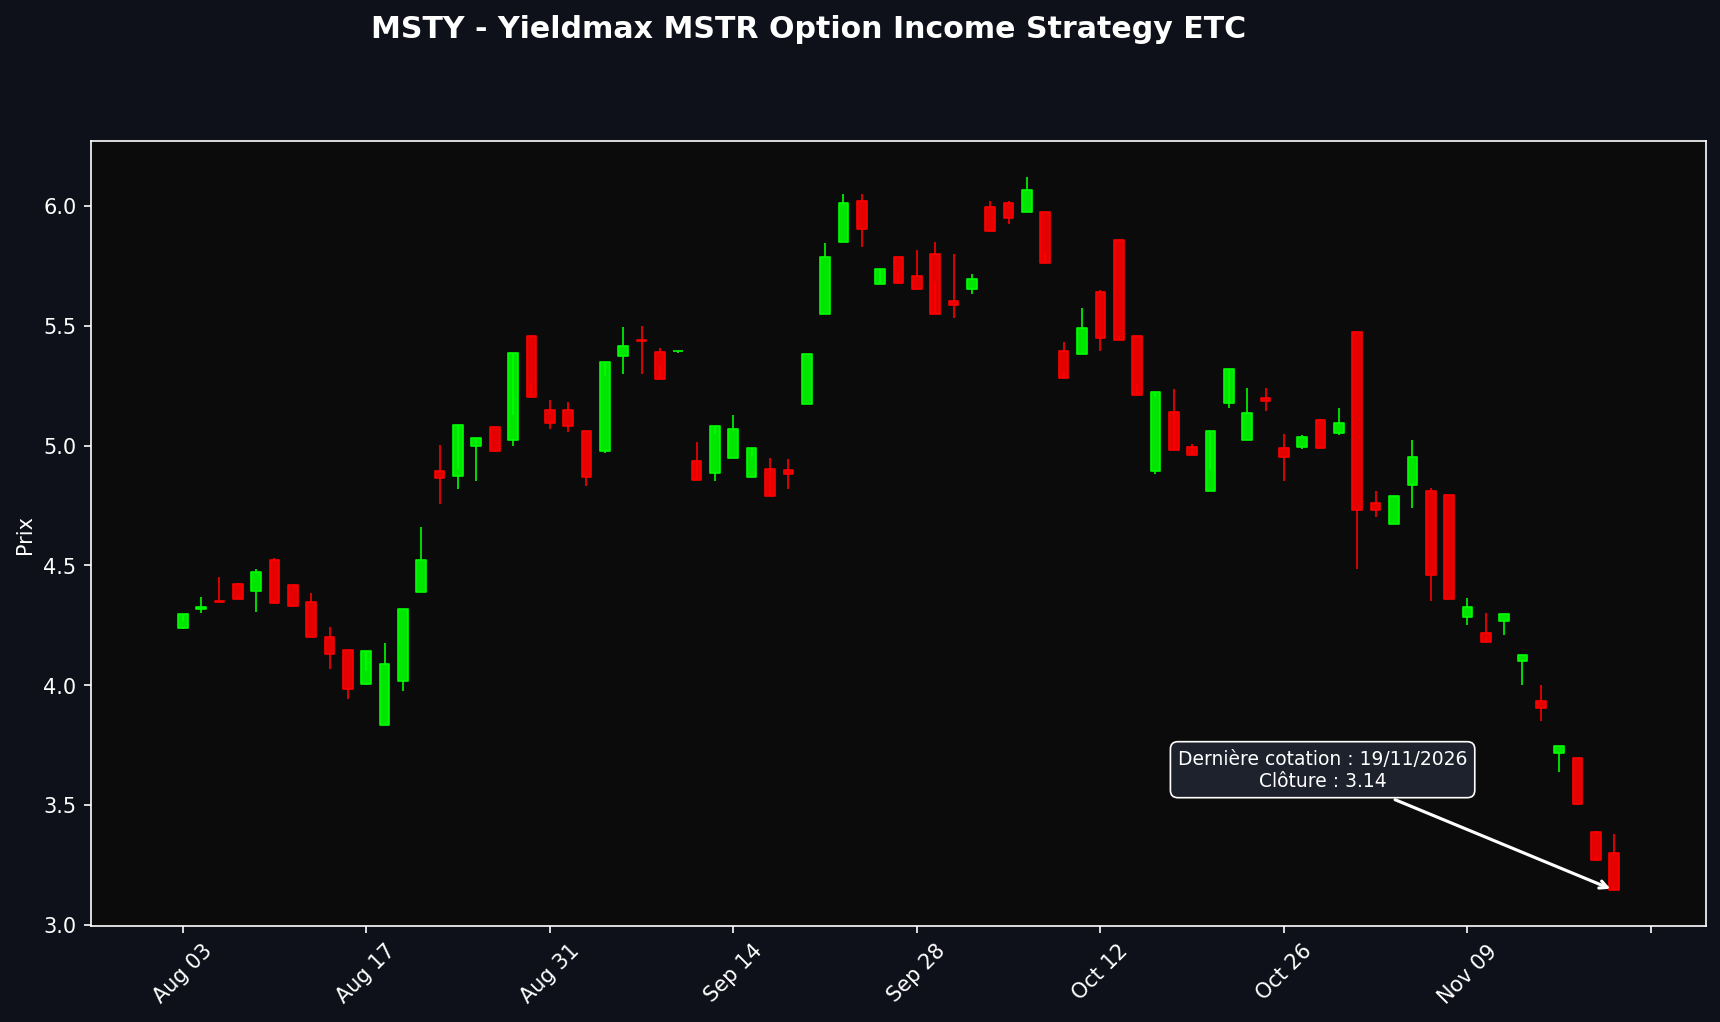 MSTY - Yieldmax MSTR Option Income Strategy ETC
Prix
6.0
5.5
5.0
4.5
4.0
3.5
3.0
Dernière cotation : 19/11/2026
Clôture : 3.14
Aug 03
Aug 17
Aug 31
Sep 14
Sep 28
Oct 12
Oct 26
Nov 09